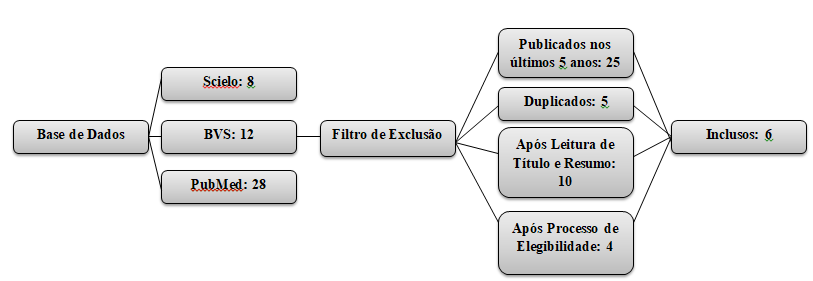 Base de Dados
Scielo: 8
BVS: 12
PubMed: 28
Filtro de Exclusão
Publicados nos
últimos 5 anos: 25
Duplicados: 5
Após Leitura de
Título e Resumo:
10
Após Processo de
Elegibilidade: 4
Inclusos: 6